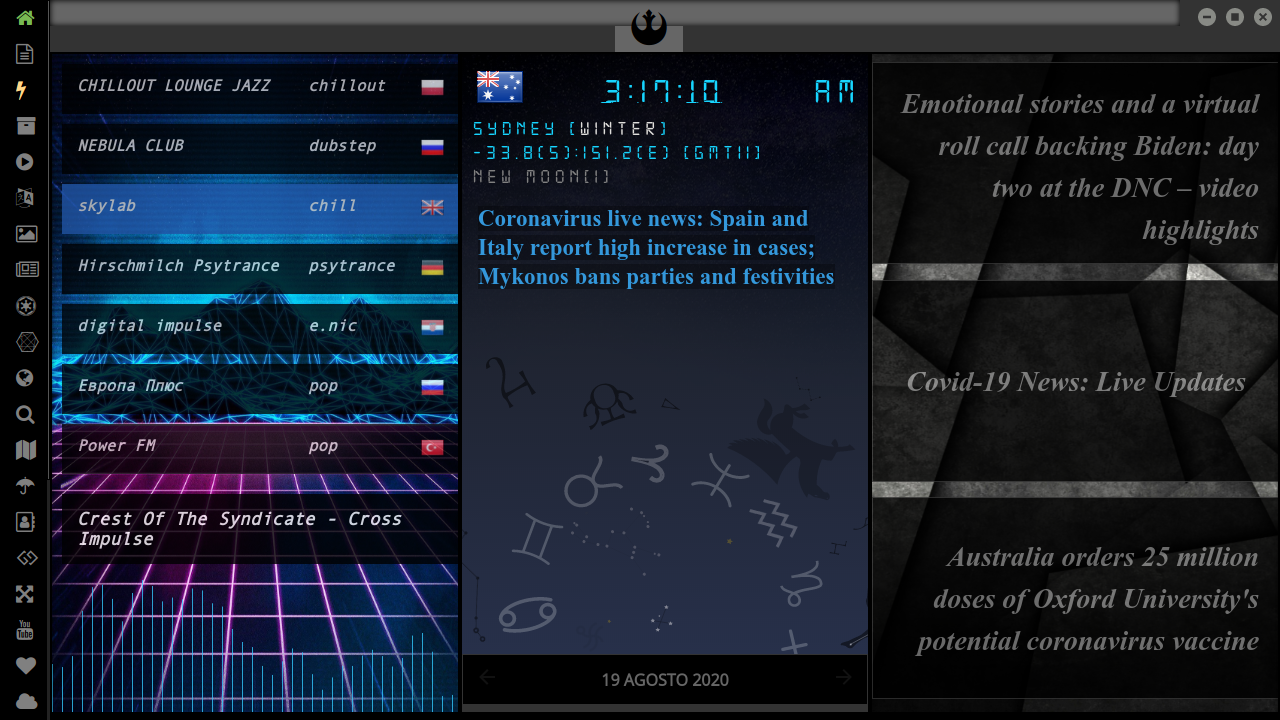 CHILLOUT LOUNGE JAZZ chillout
NEBULA CLUB dubstep
skylab chill
Hirschmilch Psytrance psytrance
digital impulse e.nic
Европа Плюс pop
Power FM pop
Crest Of The Syndicate - Cross
Impulse
3:17:10 AM
SYDNEY [WINTER]
-33.8(S):151.2(E) [GMT11]
NEW MOON[1]
Coronavirus live news: Spain and
Italy report high increase in cases;
Mykonos bans parties and festivities
19 AGOSTO 2020
Emotional stories and a virtual
roll call backing Biden: day
two at the DNC – video
highlights
Covid-19 News: Live Updates
Australia orders 25 million
doses of Oxford University's
potential coronavirus vaccine
You
Tube